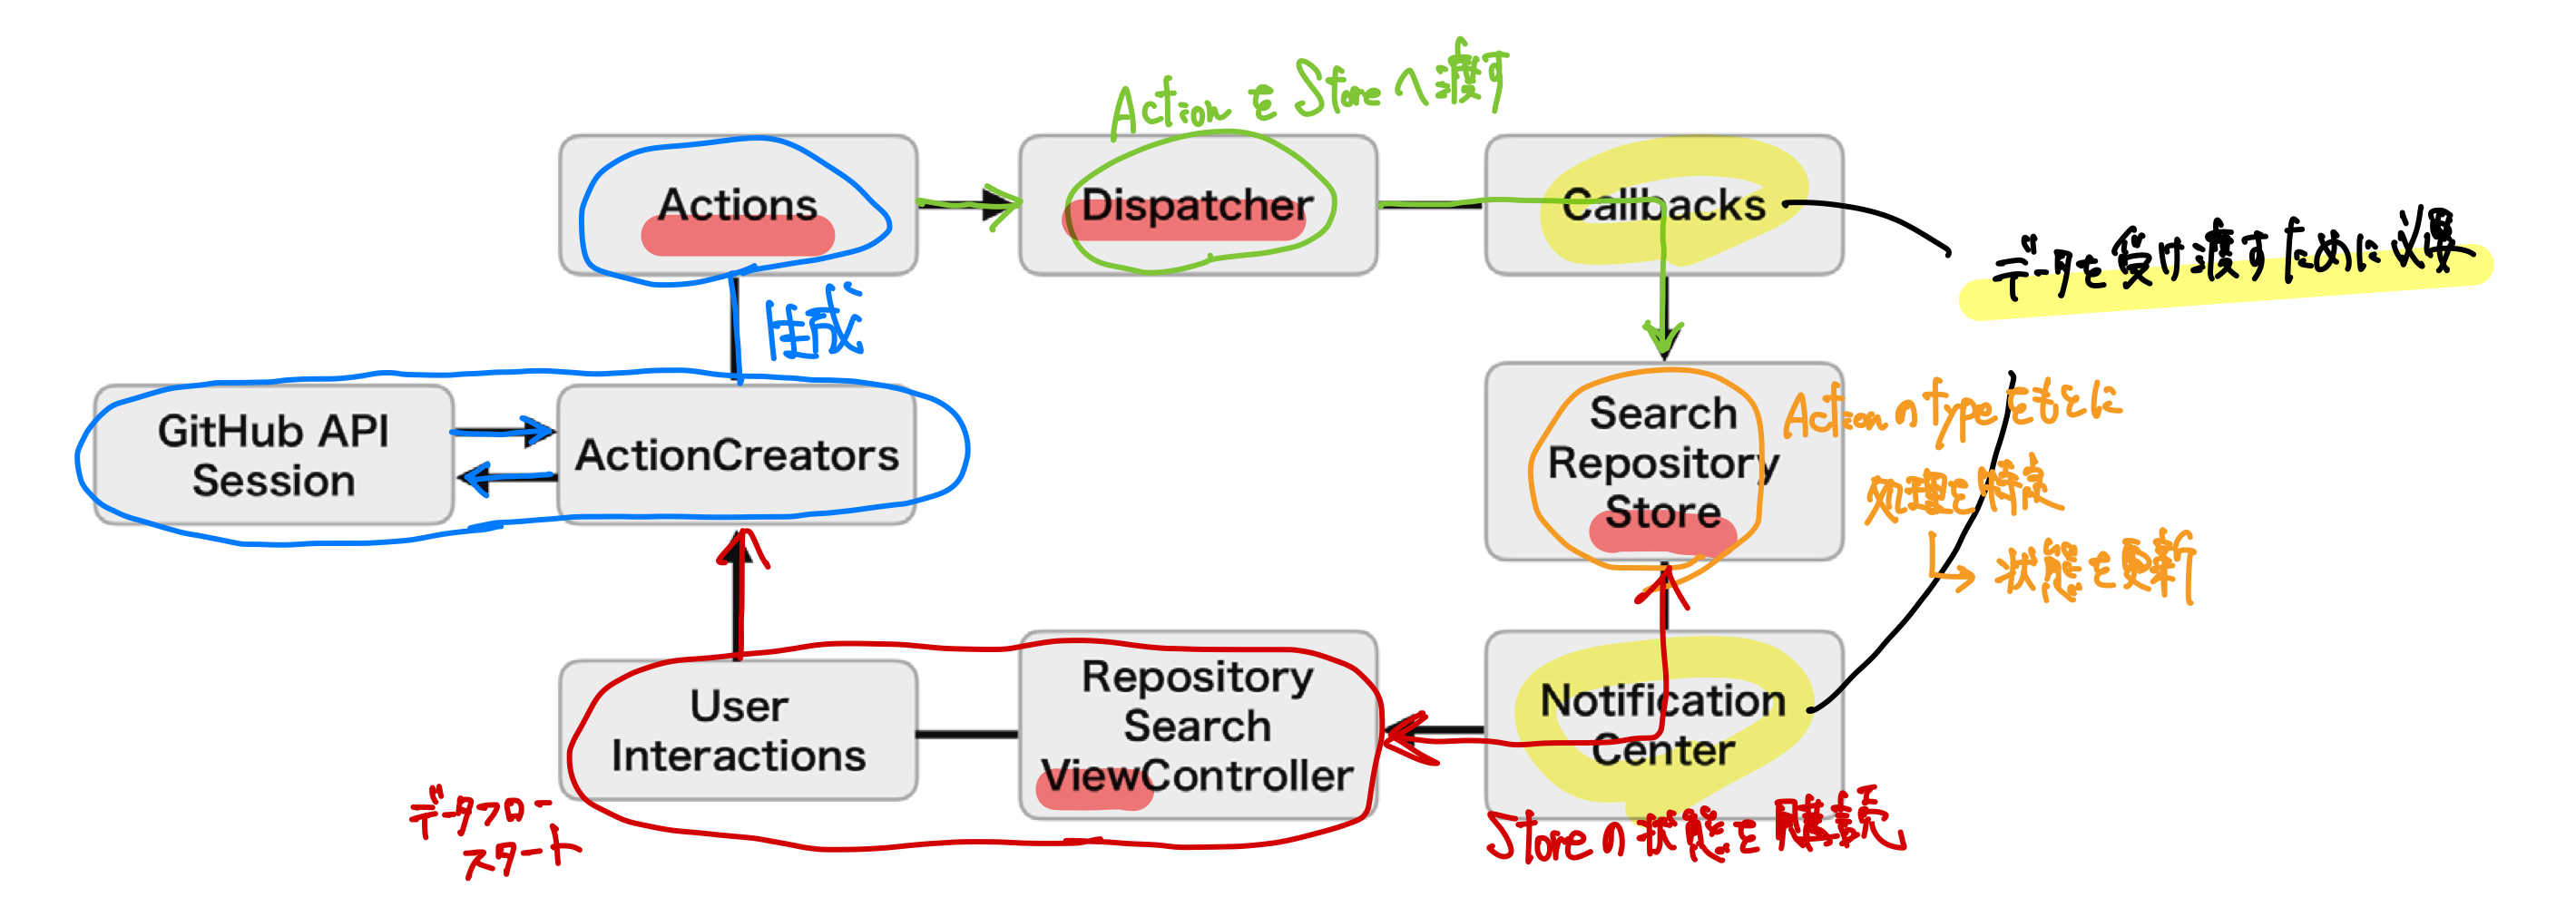 ActionをStoreへ渡す
Actions
Dispatcher
Callbacks
データを受け渡すために必要
生成
GitHub API
Session
ActionCreators
Search
Repository
Store
Actionのtypeをもとに
処理を特定
状態を更新
User
Interactions
Repository
Search
ViewController
Notification
Center
データフロー
スタート
Storeの状態を購読